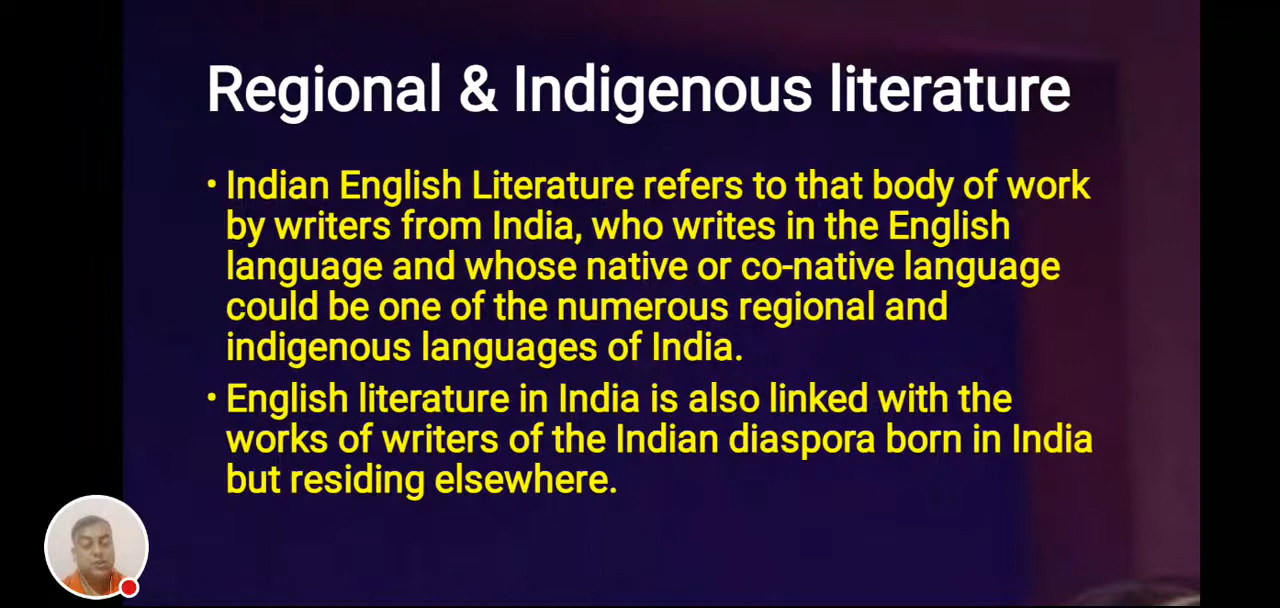 Regional & Indigenous literature
• Indian English Literature refers to that body of work
by writers from India, who writes in the English
language and whose native or co-native language
could be one of the numerous regional and
indigenous languages of India.
• English literature in India is also linked with the
works of writers of the Indian diaspora born in India
but residing elsewhere.